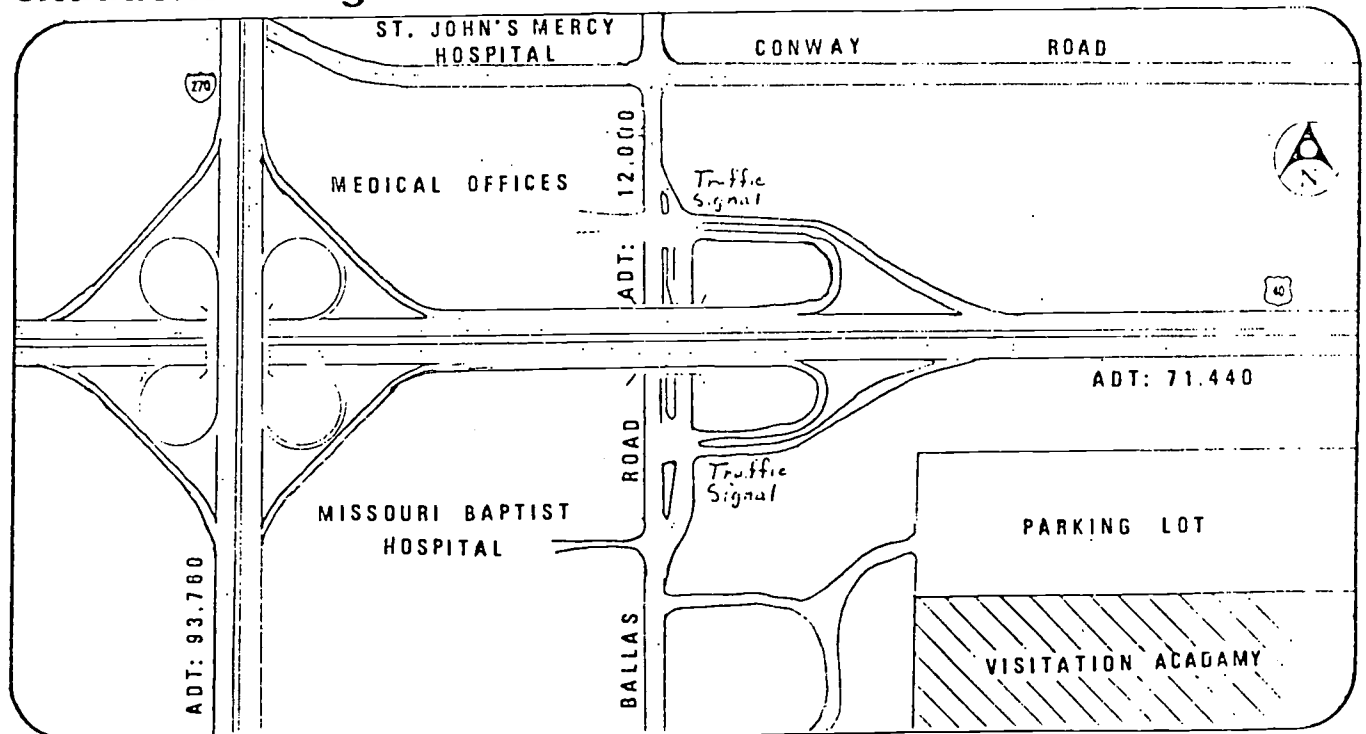 ST. JOHN'S MERCY
HOSPITAL
CONWAY ROAD
270
MEDICAL OFFICES
ADT: 12.000
Traffic
Signal
N
40
ADT: 71.440
ROAD
Traffic
Signal
MISSOURI BAPTIST
HOSPITAL
PARKING LOT
ADT: 93.780
BALLAS
VISITATION ACADAMY